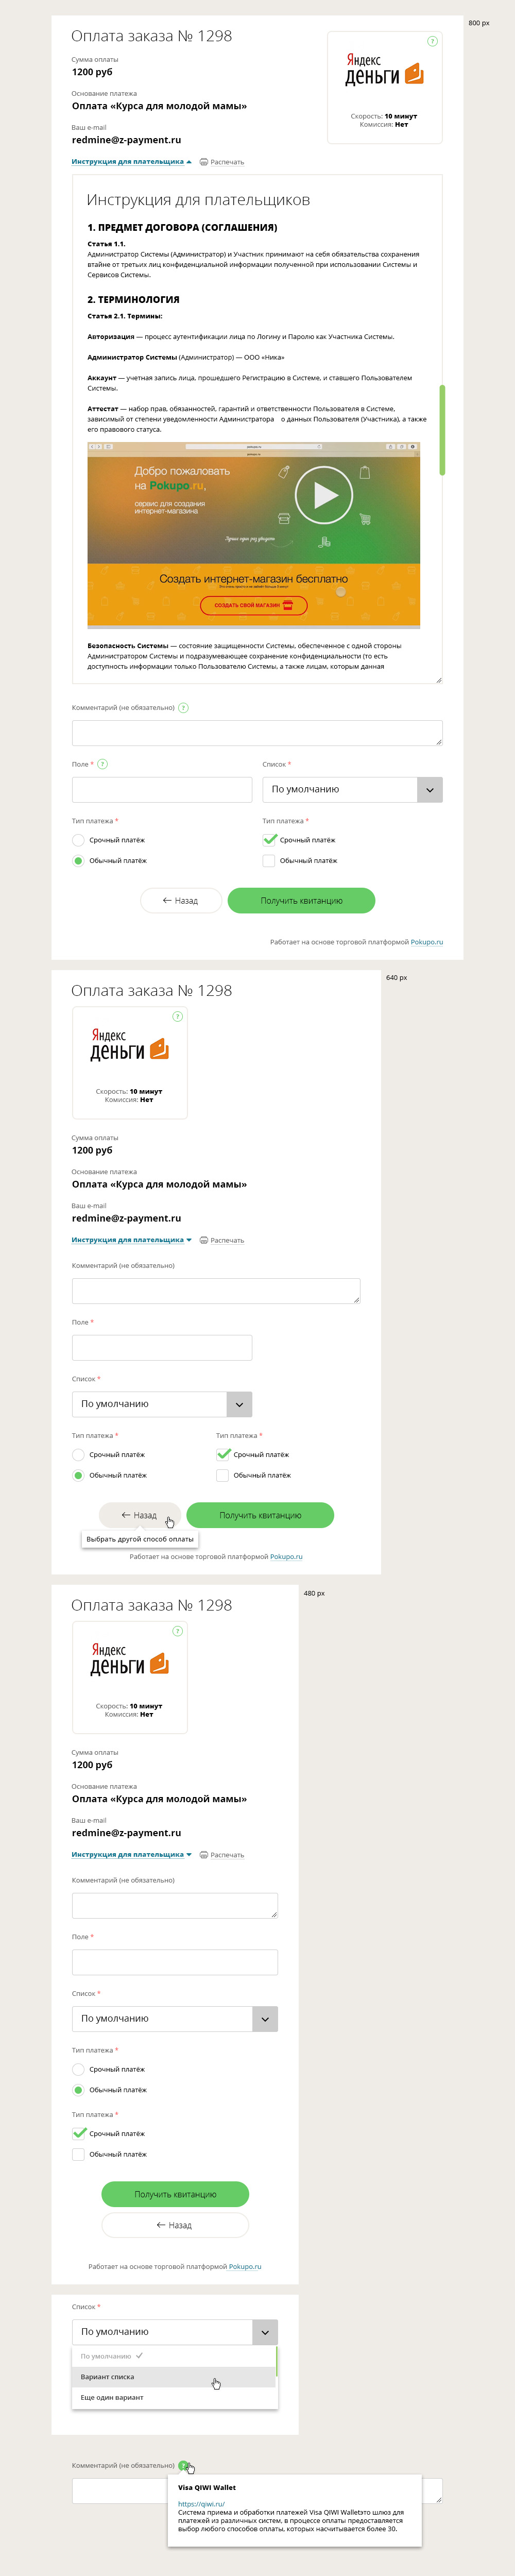 800 px
Оплата заказа № 1298
Сумма оплаты
1200 руб
Основание платежа
Оплата «Курса для молодой мамы»
Ваш e-mail
redmine@z-payment.ru
Яндекс
деньги
Скорость: 10 минут
Комиссия: Нет
Инструкция для плательщика Распечать
Инструкция для плательщиков
1. ПРЕДМЕТ ДОГОВОРА (СОГЛАШЕНИЯ)
Статья 1.1.
Администратор Системы (Администратор) и Участник принимают на себя обязательства сохранения
втайне от третьих лиц конфиденциальной информации полученной при использовании Системы и
Сервисов Системы.
2. ТЕРМИНОЛОГИЯ
Статья 2.1. Термины:
Авторизация — процесс аутентификации лица по Логину и Паролю как Участника Системы.
Администратор Системы (Администратор) — ООО «Ника»
Аккаунт — учетная запись лица, прошедшего Регистрацию в Системе, и ставшего Пользователем
Системы.
Аттестат — набор прав, обязанностей, гарантий и ответственности Пользователя в Системе,
зависимый от степени уведомленности Администратора о данных Пользователя (Участника), а также
его правового статуса.
Добро пожаловать
на Pokupo.ru,
сервис для создания
интернет-магазина
Лучше один раз увидеть
Создать интернет-магазин бесплатно
СОЗДАТЬ СВОЙ МАГАЗИН
Безопасность Системы — состояние защищенности Системы, обеспеченное с одной стороны
Администратором Системы и подразумевающее сохранение конфиденциальности (то есть
доступность информации только Пользователю Системы, а также лицам, которым данная
Комментарий (не обязательно) ?
Поле * ?
Список *
По умолчанию
Тип платежа *
Срочный платёж
Обычный платёж
Тип платежа *
Срочный платёж
Обычный платёж
← Назад Получить квитанцию
Работает на основе торговой платформой Pokupo.ru
640 px
Оплата заказа № 1298
?
Яндекс
деньги
Скорость: 10 минут
Комиссия: Нет
Сумма оплаты
1200 руб
Основание платежа
Оплата «Курса для молодой мамы»
Ваш e-mail
redmine@z-payment.ru
Инструкция для плательщика Распечать
Комментарий (не обязательно)
Поле *
Список *
По умолчанию
Тип платежа *
Срочный платёж
Обычный платёж
Тип платежа *
Срочный платёж
Обычный платёж
← Назад Получить квитанцию
Выбрать другой способ оплаты
Работает на основе торговой платформой Pokupo.ru
480 px
Оплата заказа № 1298
?
Яндекс
деньги
Скорость: 10 минут
Комиссия: Нет
Сумма оплаты
1200 руб
Основание платежа
Оплата «Курса для молодой мамы»
Ваш e-mail
redmine@z-payment.ru
Инструкция для плательщика Распечать
Комментарий (не обязательно)
Поле *
Список *
По умолчанию
Тип платежа *
Срочный платёж
Обычный платёж
Тип платежа *
Срочный платёж
Обычный платёж
Получить квитанцию
← Назад
Работает на основе торговой платформой Pokupo.ru
Список *
По умолчанию
По умолчанию
Вариант списка
Еще один вариант
Комментарий (не обязательно)
Visa QIWI Wallet
https://qiwi.ru/
Система приема и обработки платежей Visa QIWI Walletэто шлюз для
платежей из различных систем, в процессе оплаты предоставляется
выбор любого способов оплаты, которых насчитывается более 30.